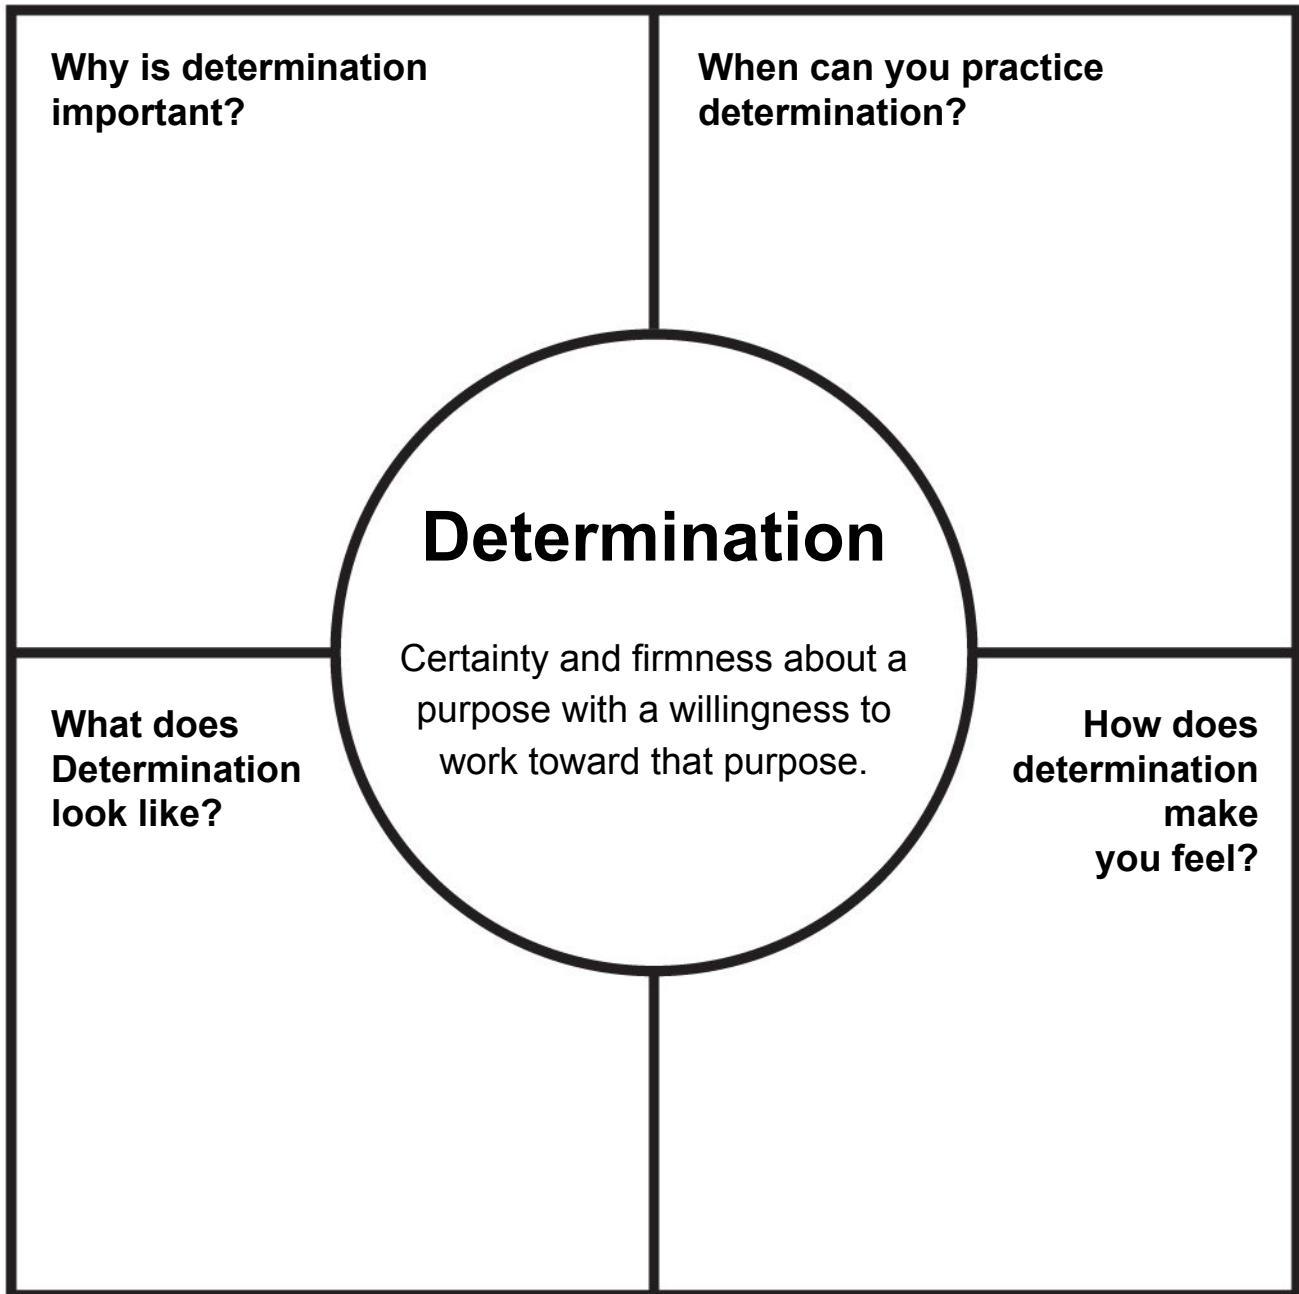 Why is determination
important?
When can you practice
determination?
Determination
Certainty and firmness about a
purpose with a willingness to
work toward that purpose.
What does
Determination
look like?
How does
determination
make
you feel?